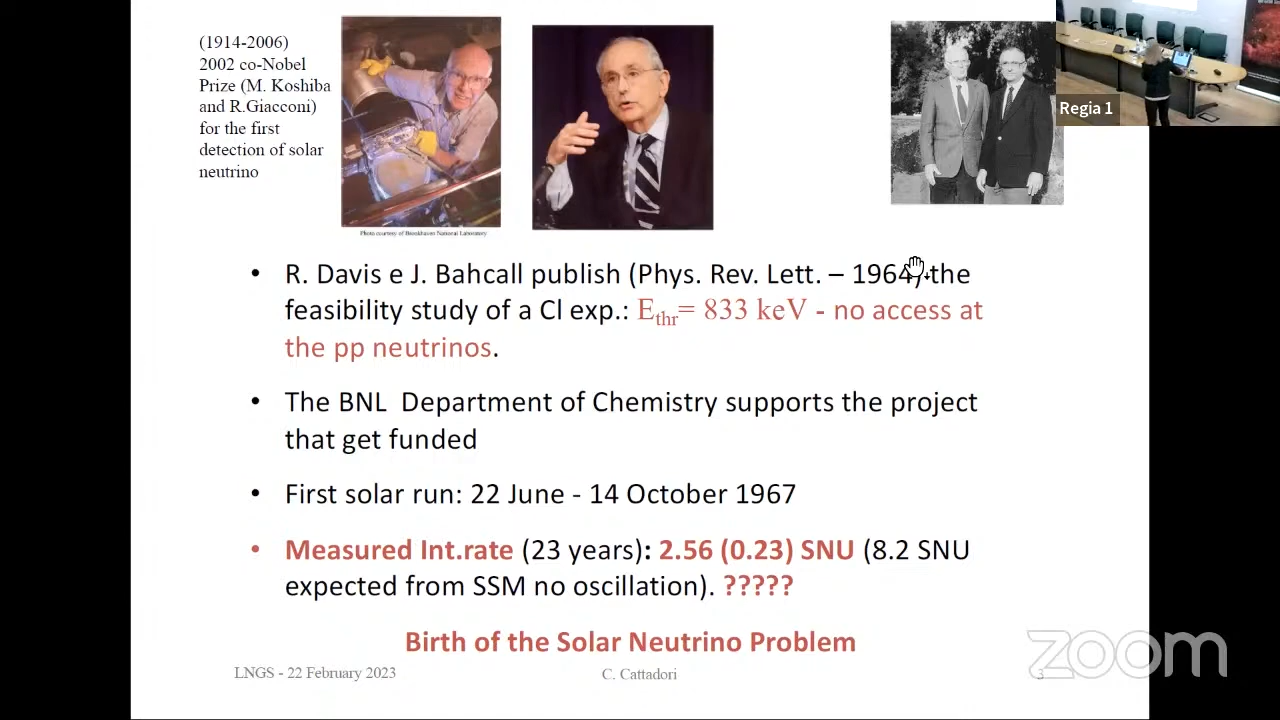 (1914-2006)
2002 co-Nobel
Prize (M. Koshiba
and R.Giacconi)
for the first
detection of solar
neutrino
Photo courtesy of Brookhaven National Laboratory
Regia 1
• R. Davis e J. Bahcall publish (Phys. Rev. Lett. – 1964) the
feasibility study of a Cl exp.: Ethr= 833 keV - no access at
the pp neutrinos.
• The BNL Department of Chemistry supports the project
that get funded
• First solar run: 22 June - 14 October 1967
• Measured Int.rate (23 years): 2.56 (0.23) SNU (8.2 SNU
expected from SSM no oscillation). ?????
Birth of the Solar Neutrino Problem
LNGS - 22 February 2023
C. Cattadori
3
zoom